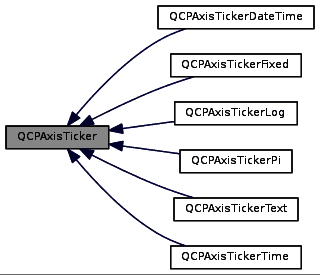 QCPAxisTickerDateTime
QCPAxisTickerFixed
QCPAxisTickerLog
QCPAxisTicker
QCPAxisTickerPi
QCPAxisTickerText
QCPAxisTickerTime